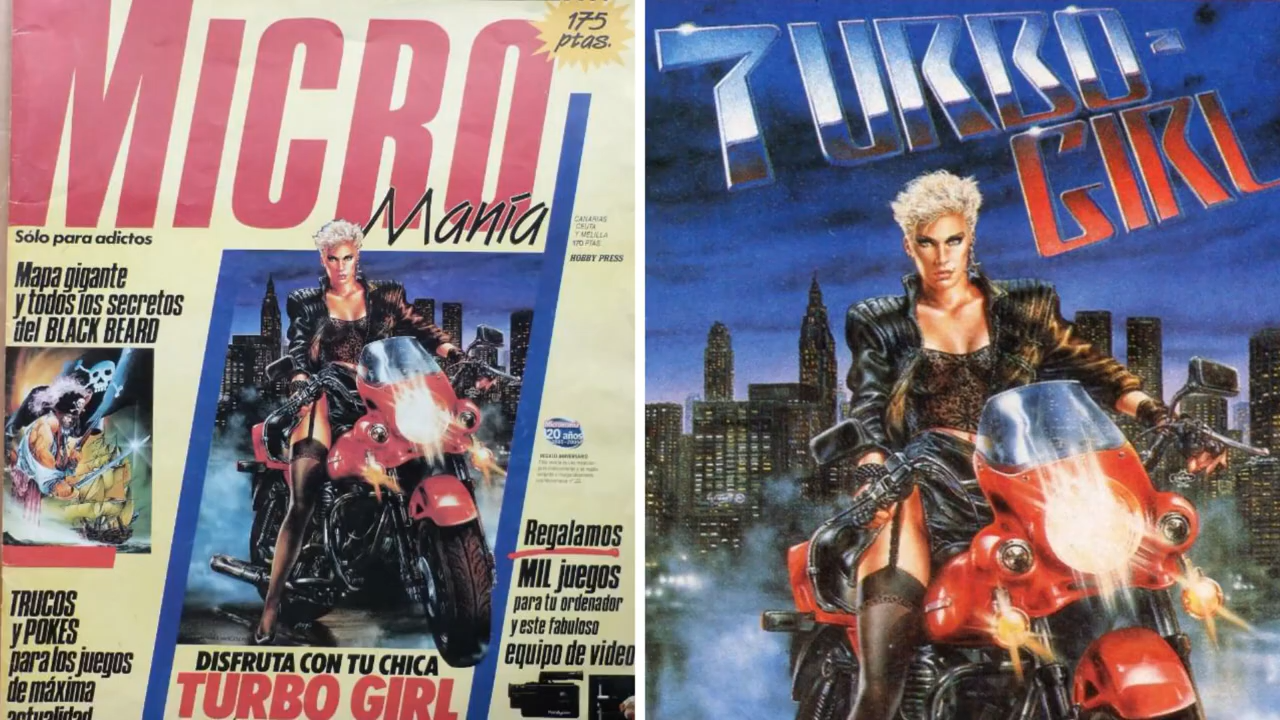 175
ptas.
MICRO
Manía
Sólo para adictos
CANARIAS
CEUTA
Y MELILLA
170 PTAS.
HOBBY PRESS
Mapa gigante
y todos los secretos
del BLACK BEARD
20 años
REGALO ANIVERSARIO
Regalamos
MIL juegos
para tu ordenador
y este fabuloso
equipo de video
TRUCOS
y POKES
para los juegos
de máxima
actualidad
DISFRUTA CON TU CHICA
TURBO GIRL
TURBO-
GIRL